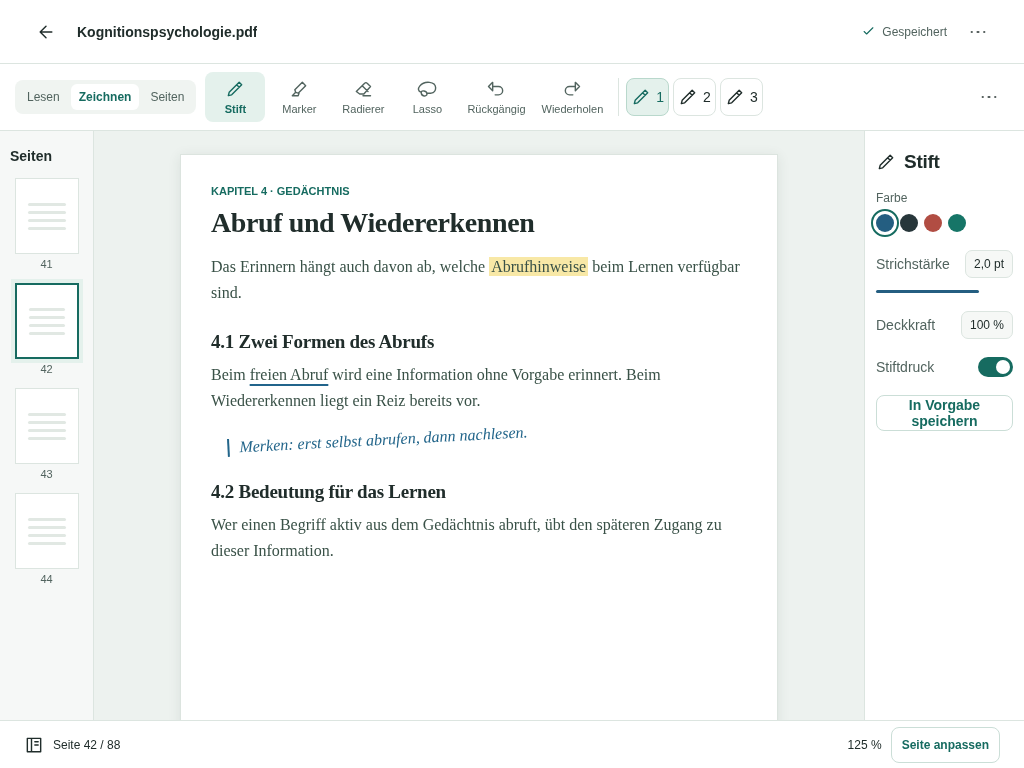 Kognitionspsychologie.pdf
Gespeichert
Lesen Zeichnen Seiten
Stift Marker Radierer Lasso Rückgängig Wiederholen
1 2 3
Seiten
41
42
43
44
KAPITEL 4 · GEDÄCHTNIS
Abruf und Wiedererkennen
Das Erinnern hängt auch davon ab, welche Abrufhinweise beim Lernen verfügbar
sind.
4.1 Zwei Formen des Abrufs
Beim freien Abruf wird eine Information ohne Vorgabe erinnert. Beim
Wiedererkennen liegt ein Reiz bereits vor.
Merken: erst selbst abrufen, dann nachlesen.
4.2 Bedeutung für das Lernen
Wer einen Begriff aktiv aus dem Gedächtnis abruft, übt den späteren Zugang zu
dieser Information.
Stift
Farbe
Strichstärke 2,0 pt
Deckkraft 100 %
Stiftdruck
In Vorgabe
speichern
Seite 42 / 88
125 % Seite anpassen